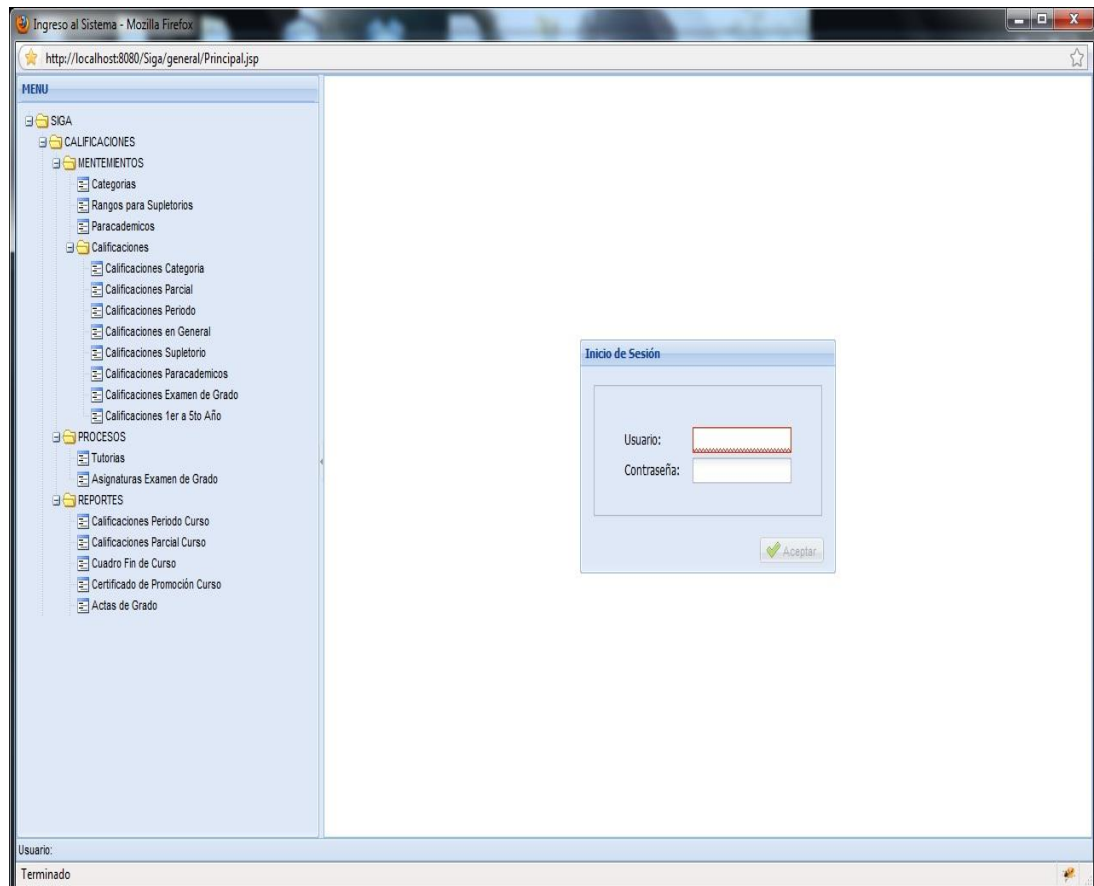 Ingreso al Sistema - Mozilla Firefox
http://localhost:8080/Siga/general/Principal.jsp
MENU
SIGA
CALIFICACIONES
MENTEMIENTOS
Categorias
Rangos para Supletorios
Paracademicos
Calificaciones
Calificaciones Categoria
Calificaciones Parcial
Calificaciones Periodo
Calificaciones en General
Calificaciones Supletorio
Calificaciones Paracademicos
Calificaciones Examen de Grado
Calificaciones 1er a 5to Año
PROCESOS
Tutorias
Asignaturas Examen de Grado
REPORTES
Calificaciones Periodo Curso
Calificaciones Parcial Curso
Cuadro Fin de Curso
Certificado de Promoción Curso
Actas de Grado
Inicio de Sesión
Usuario:
Contraseña:
Aceptar
Usuario:
Terminado